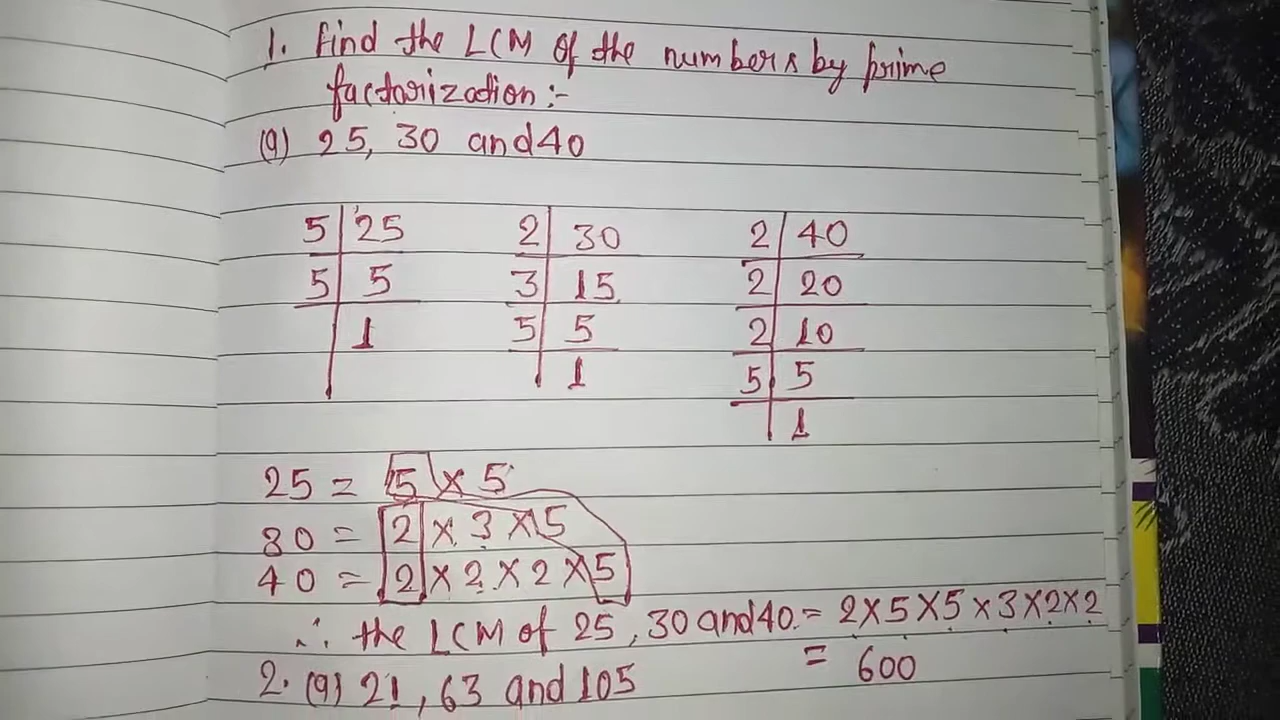 1. Find the LCM of the numbers by prime
factorization :-
(a) 25, 30 and 40
5 | 25
5 | 5
1
2 | 30
3 | 15
5 | 5
1
2 | 40
2 | 20
2 | 10
5 | 5
1
25 = 5 × 5
30 = 2 × 3 × 5
40 = 2 × 2 × 2 × 5
∴ the LCM of 25, 30 and 40 = 2×5×5×3×2×2
= 600
2. (a) 21, 63 and 105